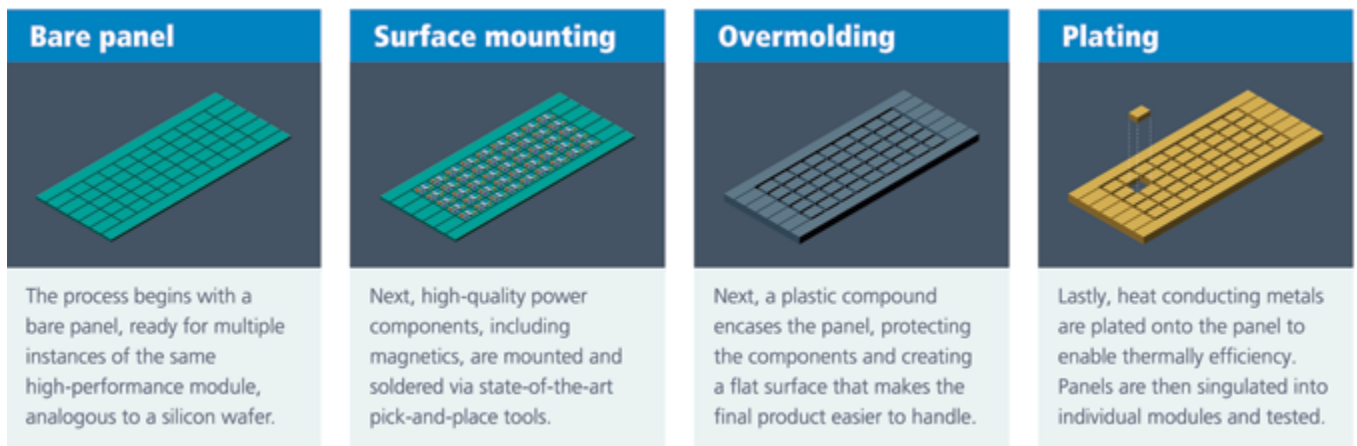 Bare panel
The process begins with a
bare panel, ready for multiple
instances of the same
high-performance module,
analogous to a silicon wafer.
Surface mounting
Next, high-quality power
components, including
magnetics, are mounted and
soldered via state-of-the-art
pick-and-place tools.
Overmolding
Next, a plastic compound
encases the panel, protecting
the components and creating
a flat surface that makes the
final product easier to handle.
Plating
Lastly, heat conducting metals
are plated onto the panel to
enable thermally efficiency.
Panels are then singulated into
individual modules and tested.